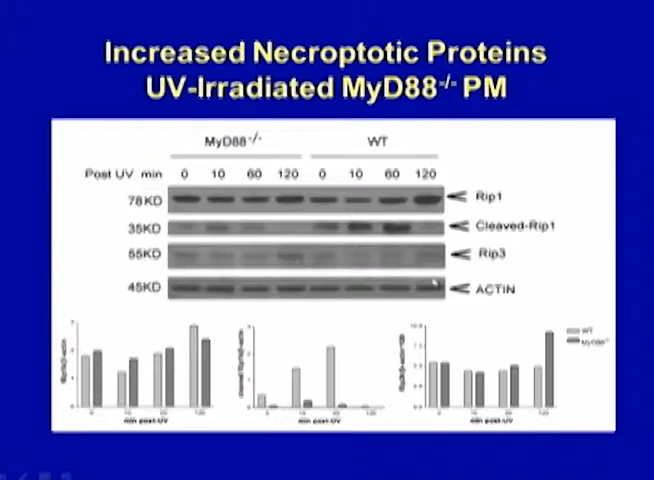 Increased Necroptotic Proteins
UV-Irradiated MyD88-/- PM
MyD88-/- WT
Post UV min 0 10 60 120 0 10 60 120
78KD Rip1
35KD Cleaved-Rip1
55KD Rip3
45KD ACTIN
WT
MyD88-/-
min post-UV min post-UV min post-UV